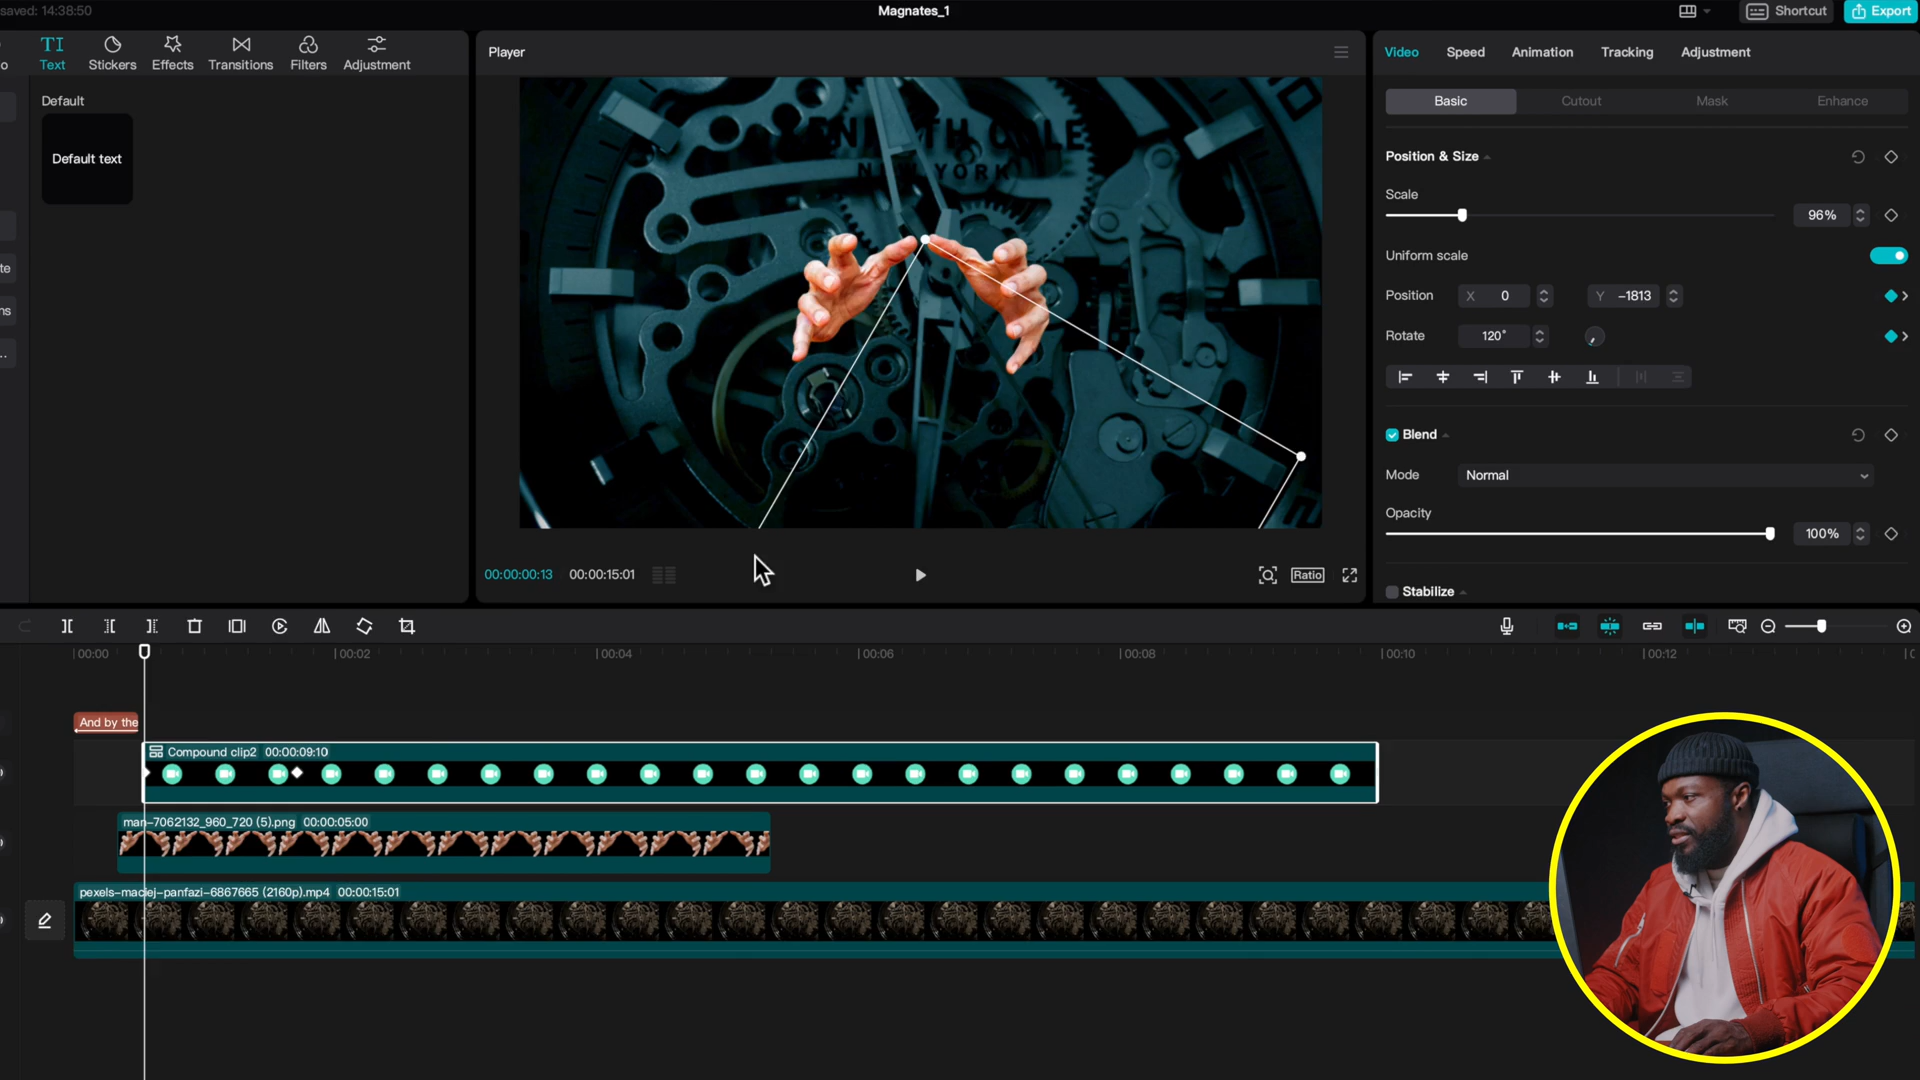 saved: 14:38:50
Magnates_1
Shortcut
Export
TI
Text
Stickers
Effects
Transitions
Filters
Adjustment
Default
Default text
te
ns
Player
NEW YORK
00:00:00:13
00:00:15:01
Ratio
Video
Speed
Animation
Tracking
Adjustment
Basic
Cutout
Mask
Enhance
Position & Size
Scale
96%
Uniform scale
Position
X 0
Y -1813
Rotate
120°
Blend
Mode
Normal
Opacity
100%
Stabilize
00:00
00:02
00:04
00:06
00:08
00:10
00:12
And by the
Compound clip2 00:00:09:10
man-7062132_960_720 (5).png 00:00:05:00
pexels-maciej-panfazi-6867665 (2160p).mp4 00:00:15:01